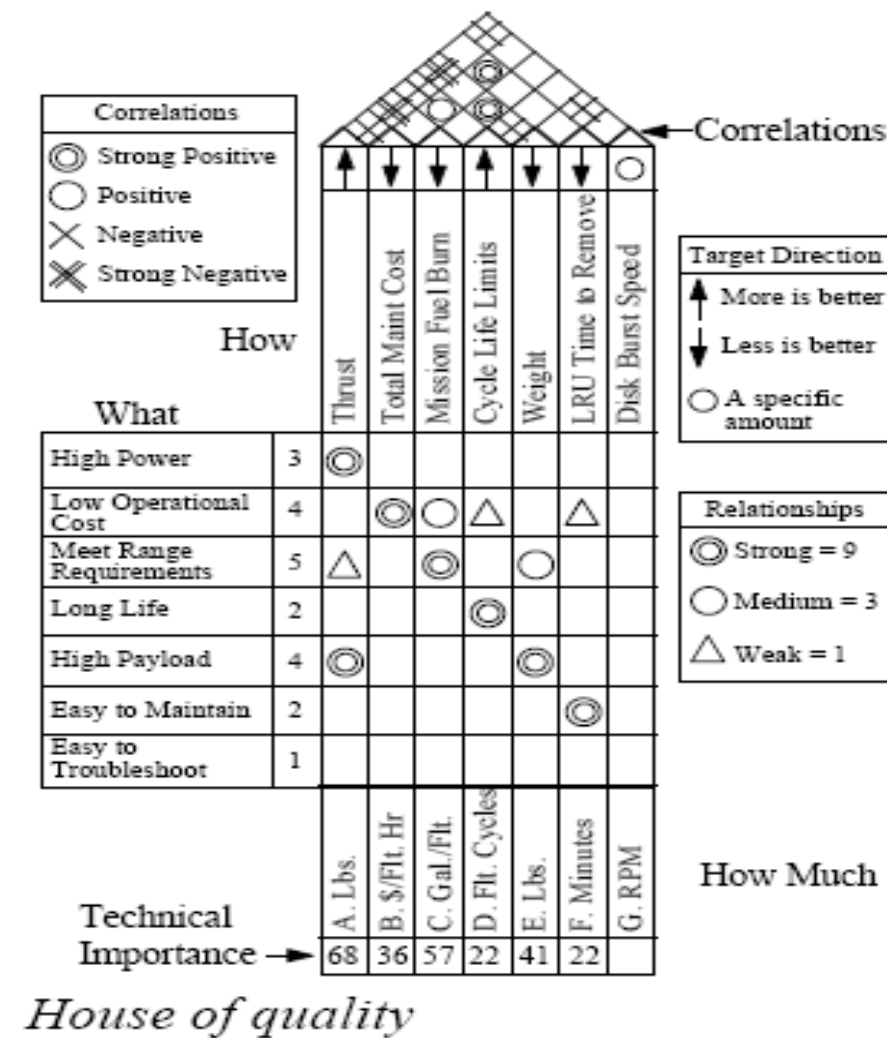 Correlations
Strong Positive
Positive
Negative
Strong Negative
Correlations
How
What
Thrust
Total Maint Cost
Mission Fuel Burn
Cycle Life Limits
Weight
LRU Time to Remove
Disk Burst Speed
Target Direction
More is better
Less is better
A specific
amount
High Power 3
Low Operational
Cost
4
Meet Range
Requirements
5
Long Life 2
High Payload 4
Easy to Maintain 2
Easy to
Troubleshoot
1
Relationships
Strong = 9
Medium = 3
Weak = 1
A. Lbs.
B. $/Flt. Hr
C. Gal./Flt.
D. Flt. Cycles
E. Lbs.
F. Minutes
G. RPM
How Much
Technical
Importance
68 36 57 22 41 22
House of quality